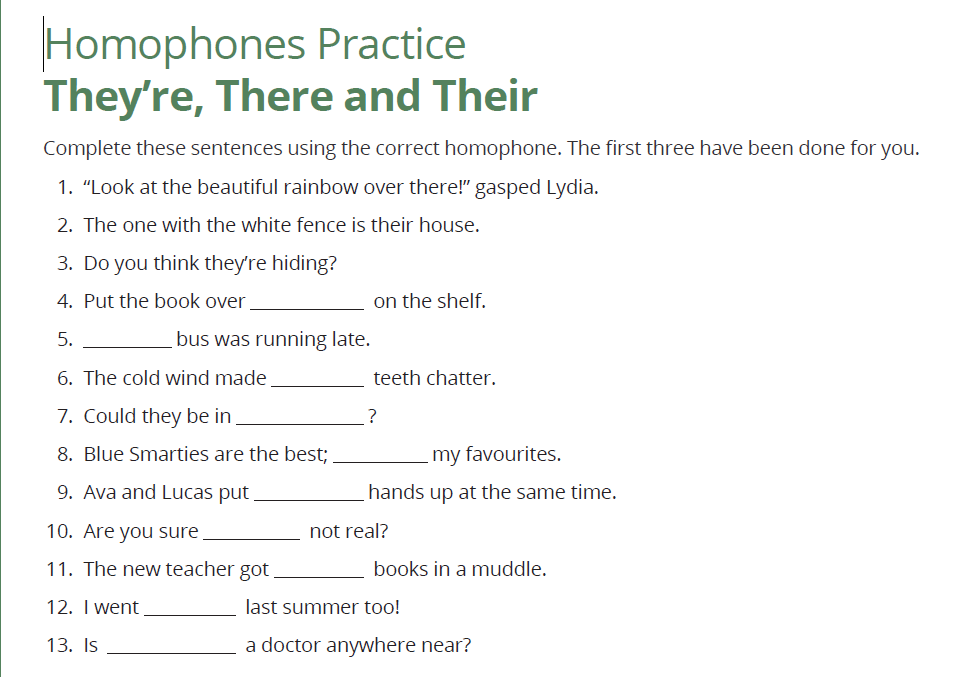 Homophones Practice
They’re, There and Their
Complete these sentences using the correct homophone. The first three have been done for you.
1. “Look at the beautiful rainbow over there!” gasped Lydia.
2. The one with the white fence is their house.
3. Do you think they’re hiding?
4. Put the book over ____________ on the shelf.
5. _________ bus was running late.
6. The cold wind made _________ teeth chatter.
7. Could they be in _____________?
8. Blue Smarties are the best; _________ my favourites.
9. Ava and Lucas put ___________ hands up at the same time.
10. Are you sure _________ not real?
11. The new teacher got _________ books in a muddle.
12. I went _________ last summer too!
13. Is _____________ a doctor anywhere near?